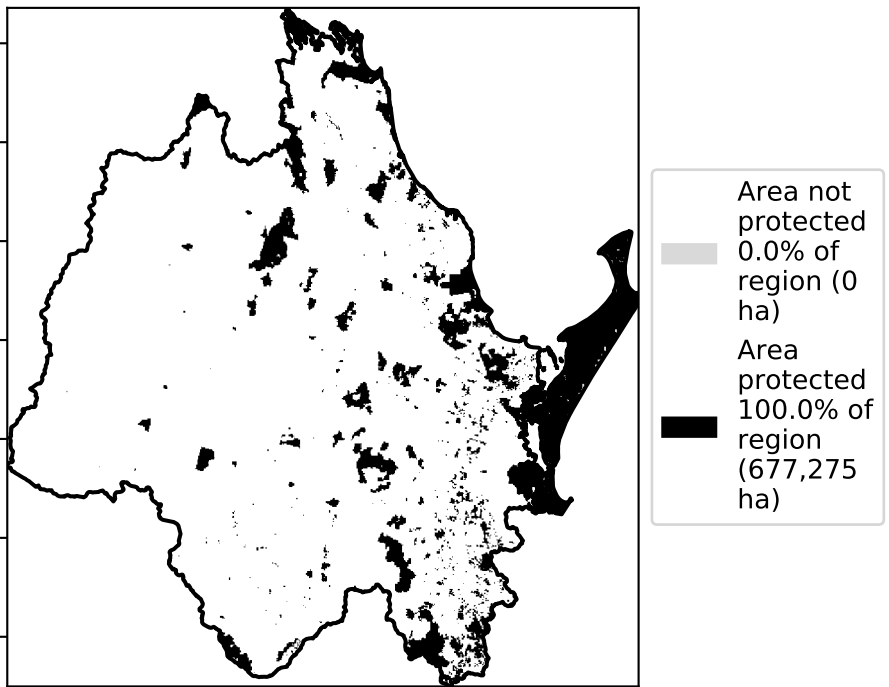 Area not
protected
0.0% of
region (0
ha)
Area
protected
100.0% of
region
(677,275
ha)